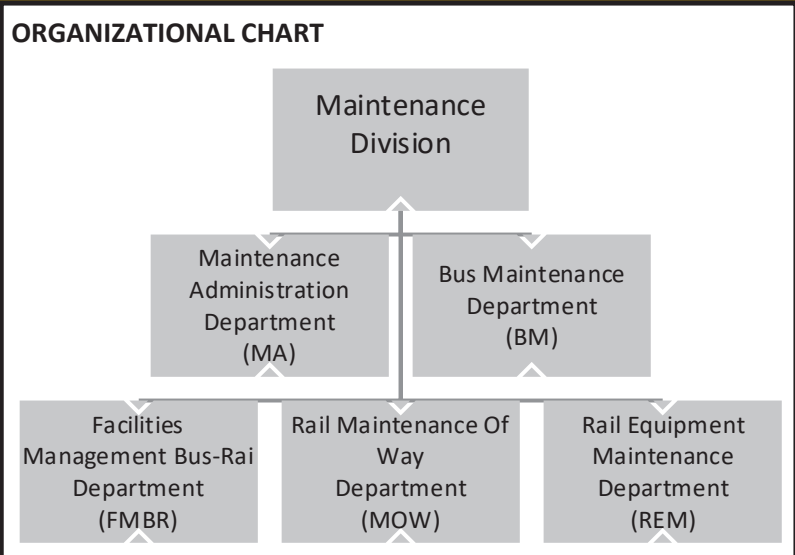 ORGANIZATIONAL CHART
Maintenance
Division
Maintenance
Administration
Department
(MA)
Bus Maintenance
Department
(BM)
Facilities
Management Bus-Rai
Department
(FMBR)
Rail Maintenance Of
Way
Department
(MOW)
Rail Equipment
Maintenance
Department
(REM)